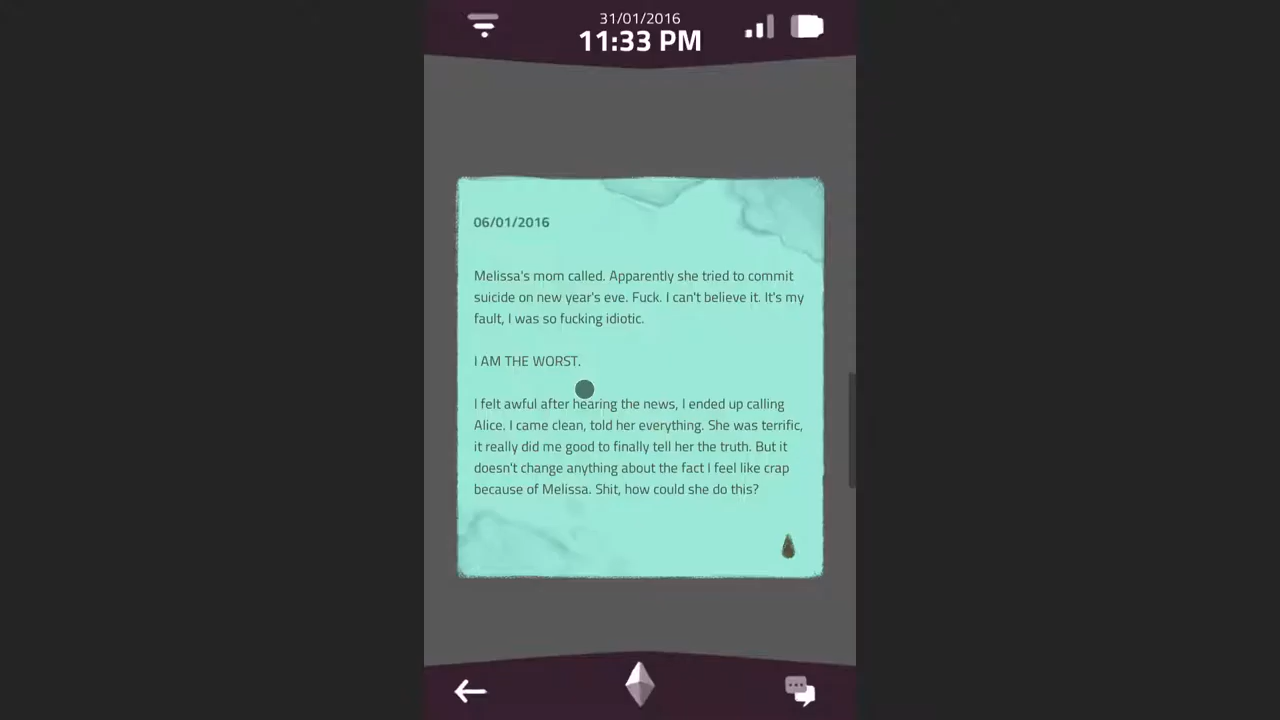 31/01/2016
11:33 PM
06/01/2016
Melissa's mom called. Apparently she tried to commit
suicide on new year's eve. Fuck. I can't believe it. It's my
fault, I was so fucking idiotic.
I AM THE WORST.
I felt awful after hearing the news, I ended up calling
Alice. I came clean, told her everything. She was terrific,
it really did me good to finally tell her the truth. But it
doesn't change anything about the fact I feel like crap
because of Melissa. Shit, how could she do this?